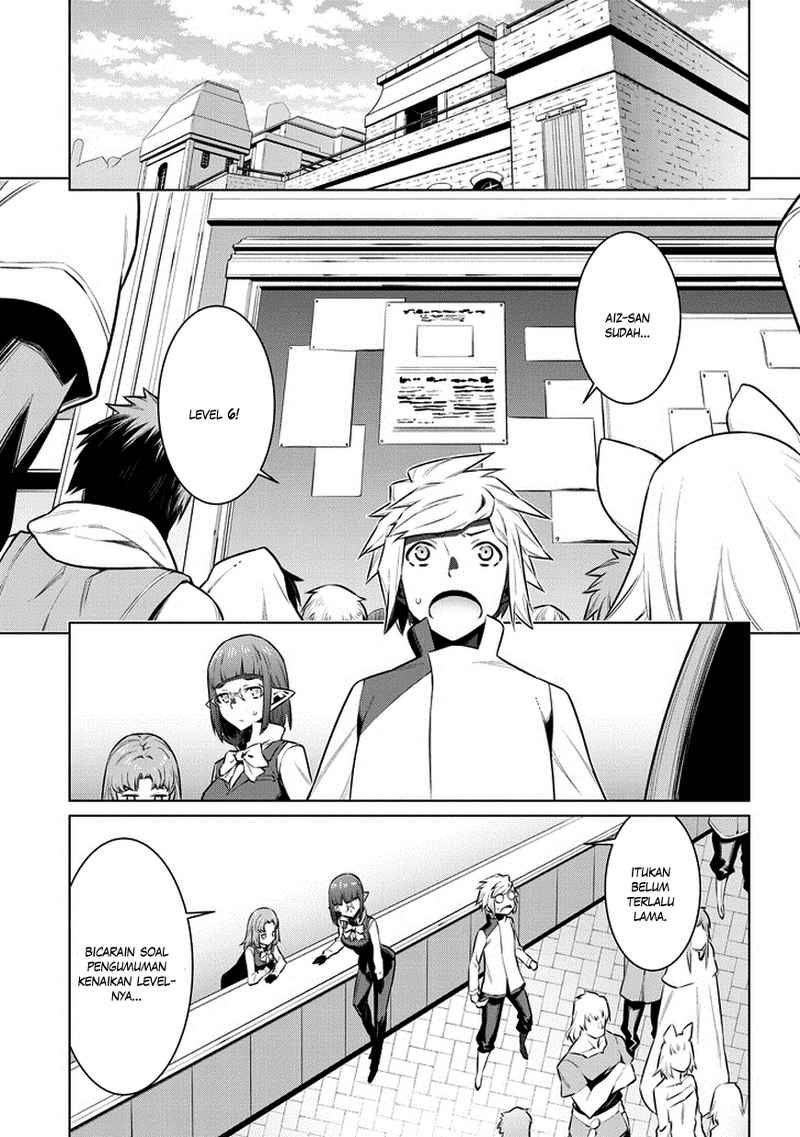 AIZ-SAN
SUDAH...
LEVEL 6!
ITUKAN
BELUM
TERLALU
LAMA.
BICARAIN SOAL
PENGUMUMAN
KENAIKAN LEVEL-
NYA...